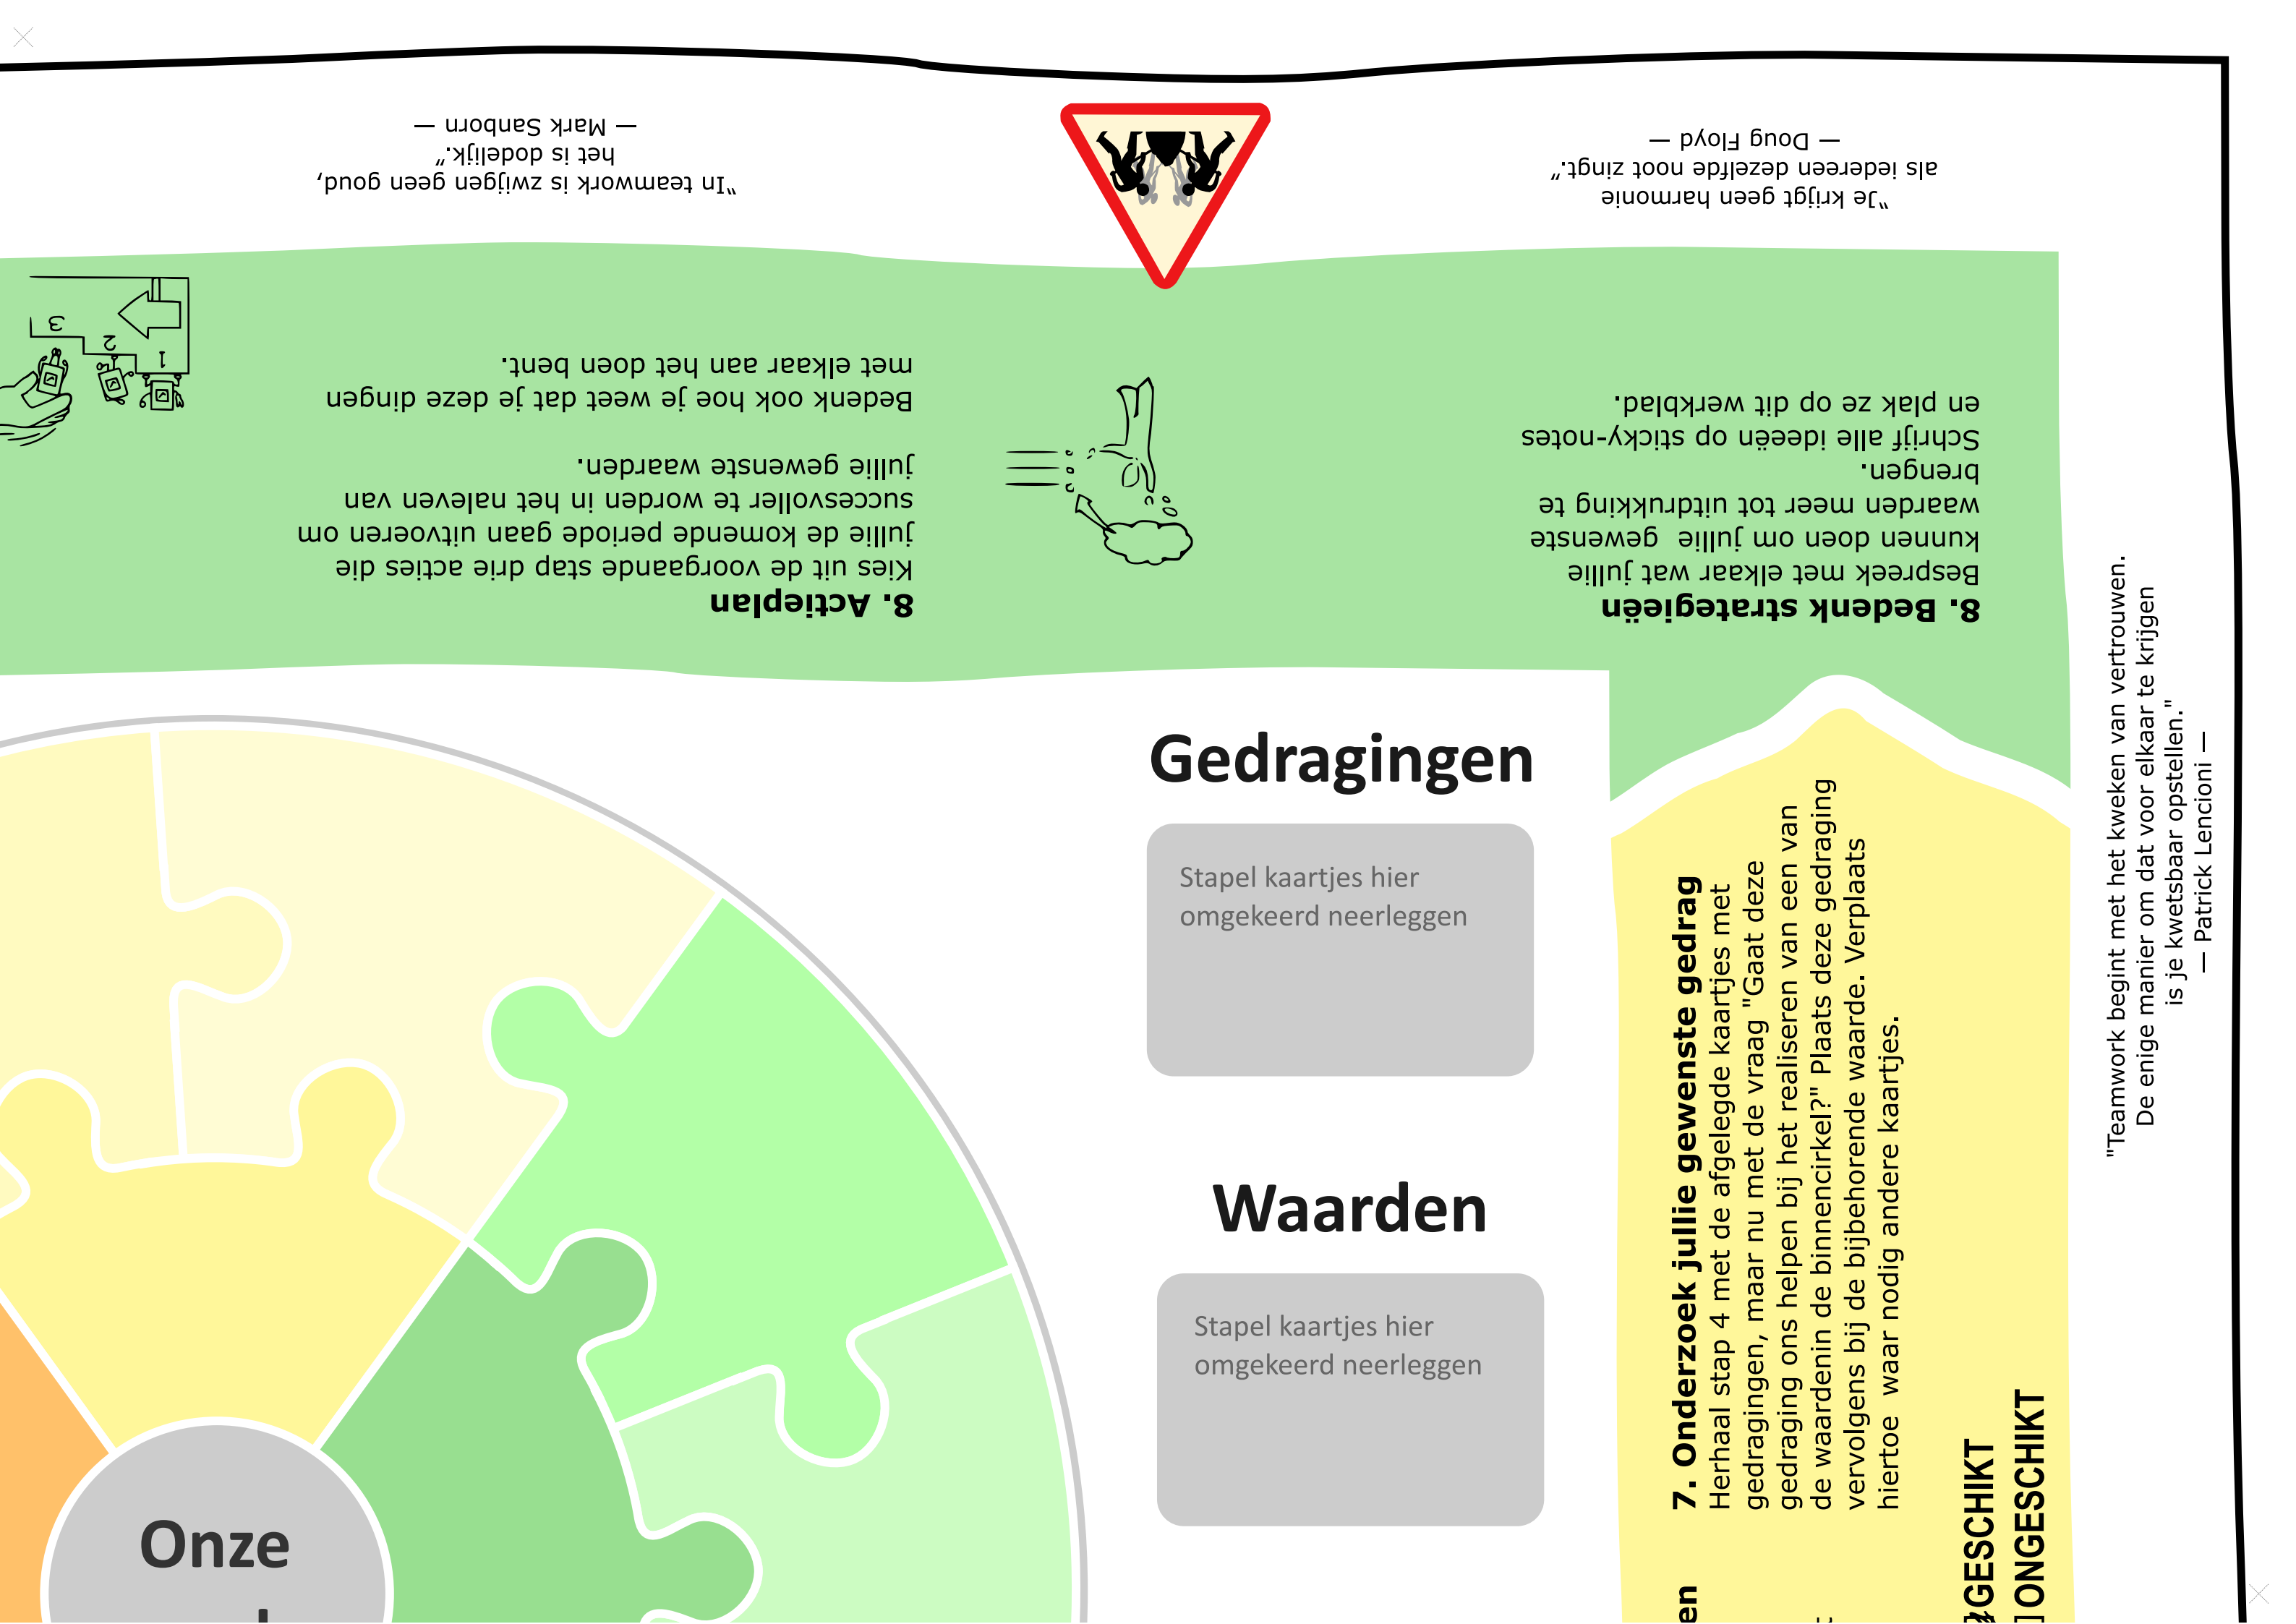 "In teamwork is zwijgen geen goud,
het is dodelijk."
— Mark Sanborn —
"Je krijgt geen harmonie
als iedereen dezelfde noot zingt."
— Doug Floyd —
8. Bedenk strategieën
Bespreek met elkaar wat jullie
kunnen doen om jullie  gewenste
waarden meer tot uitdrukking te
brengen.
Schrijf alle ideeën op sticky-notes
en plak ze op dit werkblad.
8. Actieplan
Kies uit de voorgaande stap drie acties die
jullie de komende periode gaan uitvoeren om
succesvoller te worden in het naleven van
jullie gewenste waarden.
Bedenk ook hoe je weet dat je deze dingen
met elkaar aan het doen bent.
1
2
3
Gedragingen
Stapel kaartjes hier
omgekeerd neerleggen
Waarden
Stapel kaartjes hier
omgekeerd neerleggen
Onze
7. Onderzoek jullie gewenste gedrag
Herhaal stap 4 met de afgelegde kaartjes met
gedragingen, maar nu met de vraag "Gaat deze
gedraging ons helpen bij het realiseren van een van
de waardenin de binnencirkel?" Plaats deze gedraging
vervolgens bij de bijbehorende waarde. Verplaats
hiertoe  waar nodig andere kaartjes.
en
GESCHIKT
ONGESCHIKT
"Teamwork begint met het kweken van vertrouwen.
De enige manier om dat voor elkaar te krijgen
is je kwetsbaar opstellen."
— Patrick Lencioni —